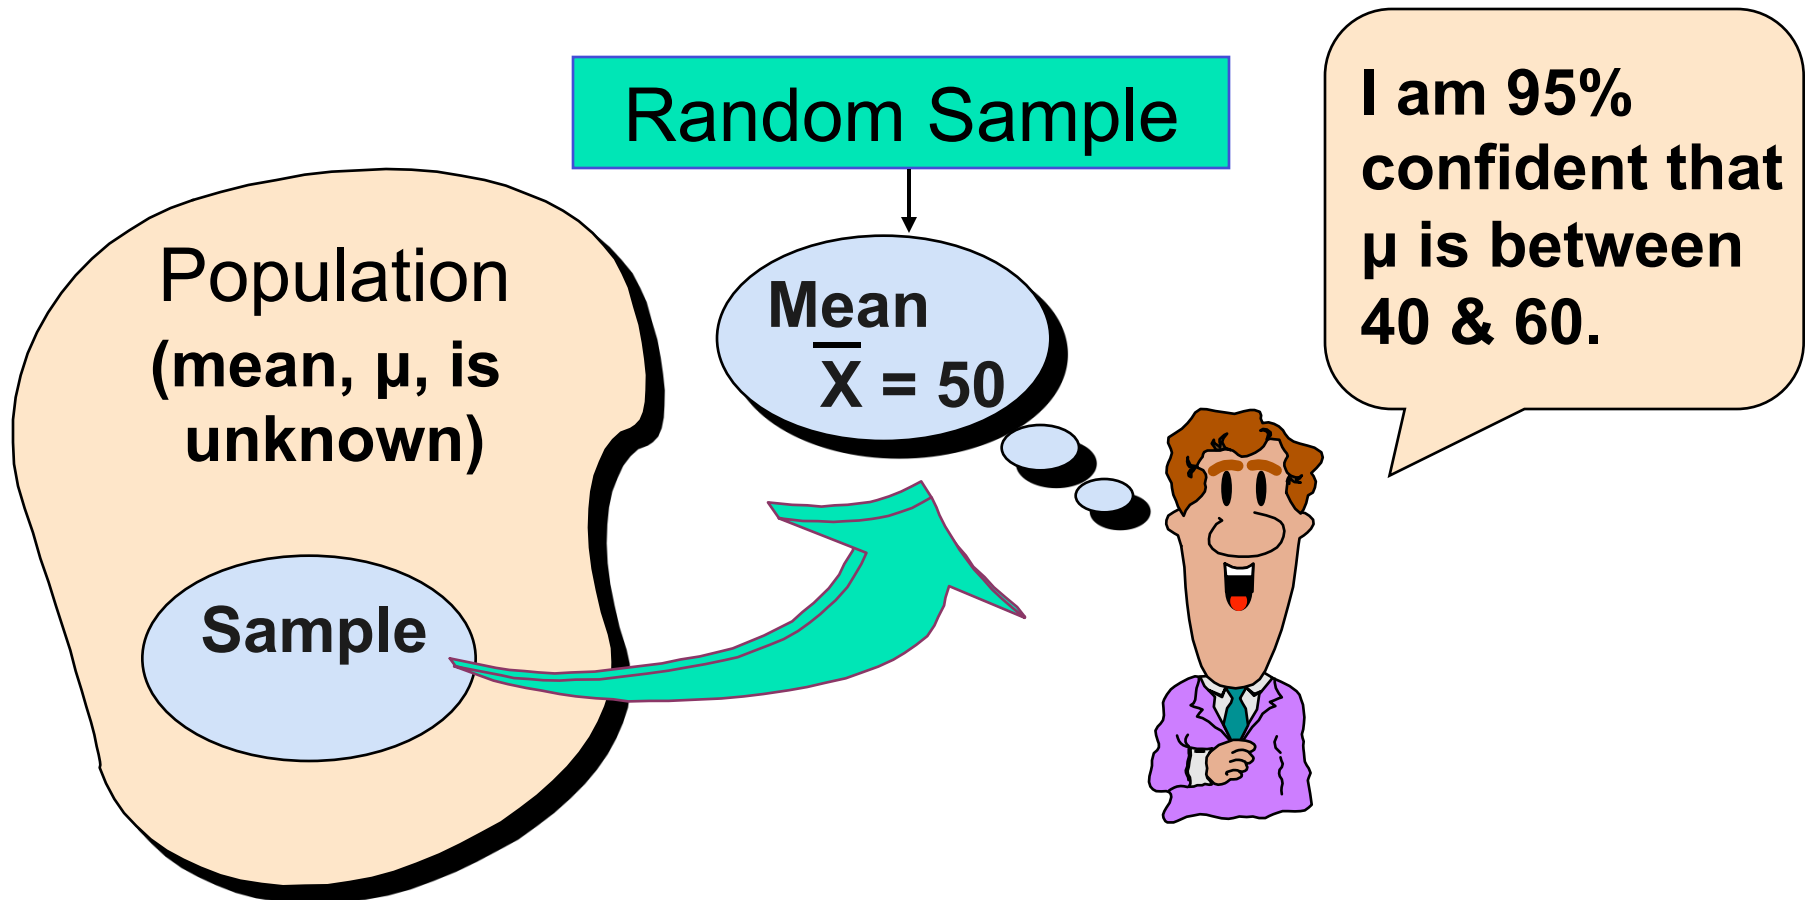 Random Sample
Population
(mean, μ, is
unknown)
Sample
Mean
X̅ = 50
I am 95%
confident that
μ is between
40 & 60.